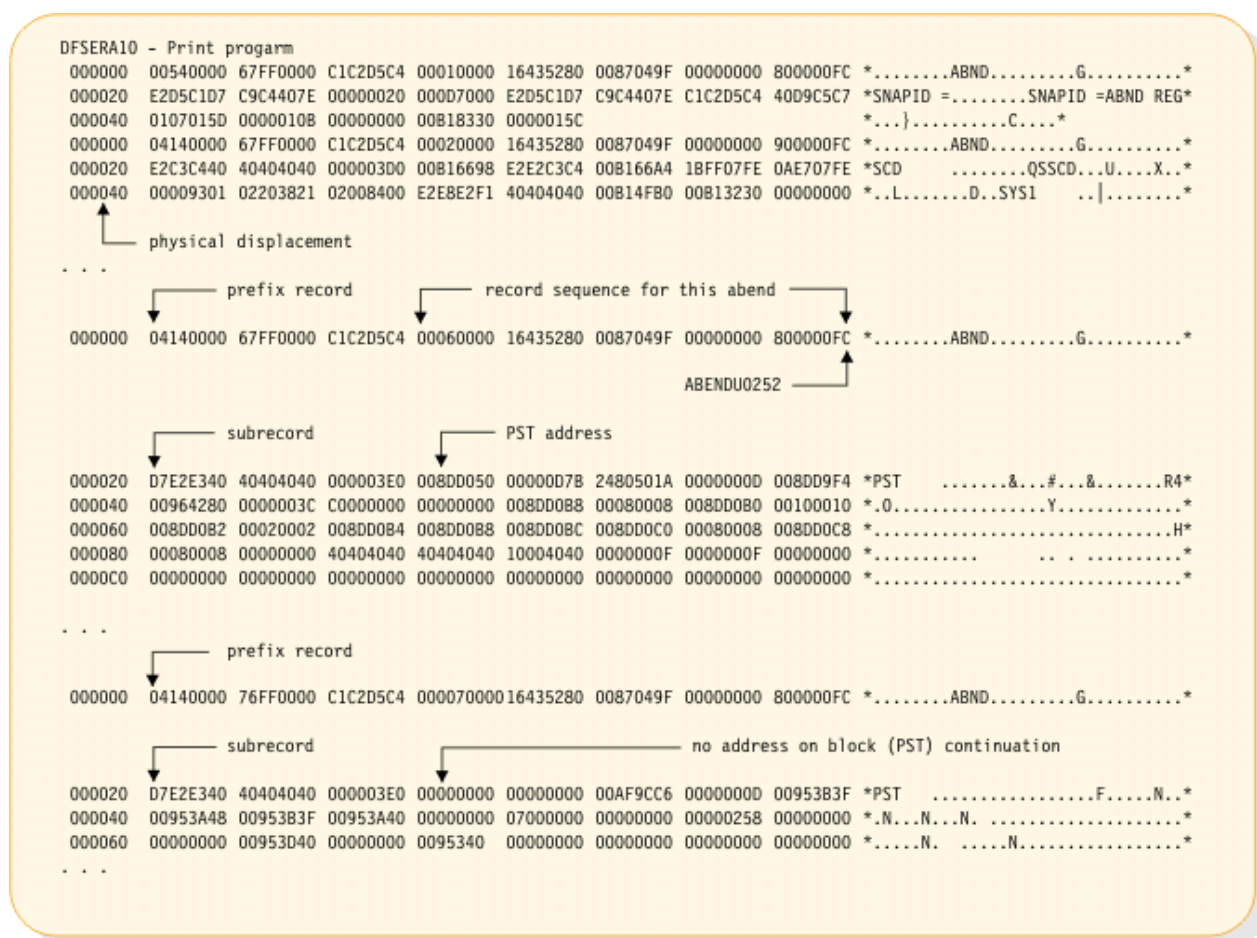 DFSERA10 - Print progarm
000000 00540000 67FF0000 C1C2D5C4 00010000 16435280 0087049F 00000000 800000FC *........ABND.........G..........*
000020 E2D5C1D7 C9C4407E 00000020 000D7000 E2D5C1D7 C9C4407E C1C2D5C4 40D9C5C7 *SNAPID =........SNAPID =ABND REG*
000040 0107015D 0000010B 00000000 00B18330 0000015C *...}..........C....*
000000 04140000 67FF0000 C1C2D5C4 00020000 16435280 0087049F 00000000 900000FC *........ABND.........G..........*
000020 E2C3C440 40404040 000003D0 00B16698 E2E2C3C4 00B166A4 1BFF07FE 0AE707FE *SCD ........QSSCD...U....X..*
000040 00009301 02203821 02008400 E2E8E2F1 40404040 00B14FB0 00B13230 00000000 *..L.......D..SYS1 ..|........*
physical displacement
. . .
prefix record record sequence for this abend
000000 04140000 67FF0000 C1C2D5C4 00060000 16435280 0087049F 00000000 800000FC *........ABND.........G..........*
ABENDU0252
subrecord PST address
000020 D7E2E340 40404040 000003E0 008DD050 00000D7B 2480501A 0000000D 008DD9F4 *PST .......&...#...&.......R4*
000040 00964280 0000003C C0000000 00000000 008DD0B8 00080008 008DD0B0 00100010 *.O................Y.............*
000060 008DD0B2 00020002 008DD0B4 008DD0B8 008DD0BC 008DD0C0 00080008 008DD0C8 *..............................H*
000080 00080008 00000000 40404040 40404040 10004040 0000000F 0000000F 00000000 *........... .. . ..........*
0000C0 00000000 00000000 00000000 00000000 00000000 00000000 00000000 00000000 *...............................*
. . .
prefix record
000000 04140000 76FF0000 C1C2D5C4 00007000016435280 0087049F 00000000 800000FC *........ABND.........G..........*
subrecord no address on block (PST) continuation
000020 D7E2E340 40404040 000003E0 00000000 00000000 00AF9CC6 0000000D 00953B3F *PST .................F.....N..*
000040 00953A48 00953B3F 00953A40 00000000 07000000 00000000 00000258 00000000 *.N...N...N. ....................*
000060 00000000 00953D40 00000000 0095340 00000000 00000000 00000000 00000000 *.....N. .....N.................*
. . .